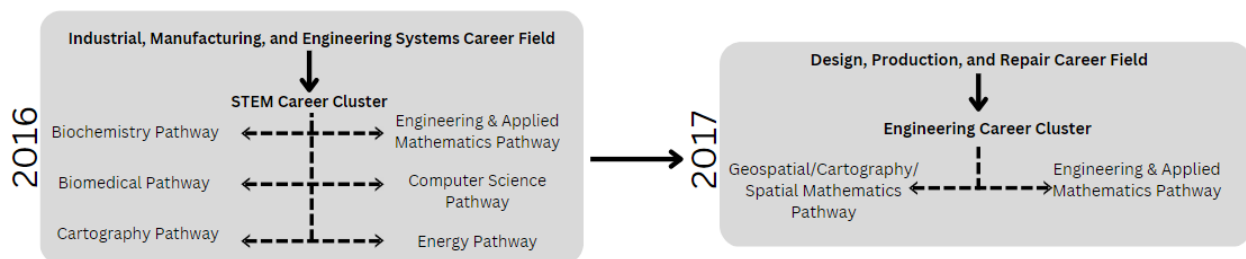 2016
Industrial, Manufacturing, and Engineering Systems Career Field
STEM Career Cluster
Biochemistry Pathway
Engineering & Applied
Mathematics Pathway
Biomedical Pathway
Computer Science
Pathway
Cartography Pathway
Energy Pathway
2017
Design, Production, and Repair Career Field
Engineering Career Cluster
Geospatial/Cartography/
Spatial Mathematics
Pathway
Engineering & Applied
Mathematics Pathway